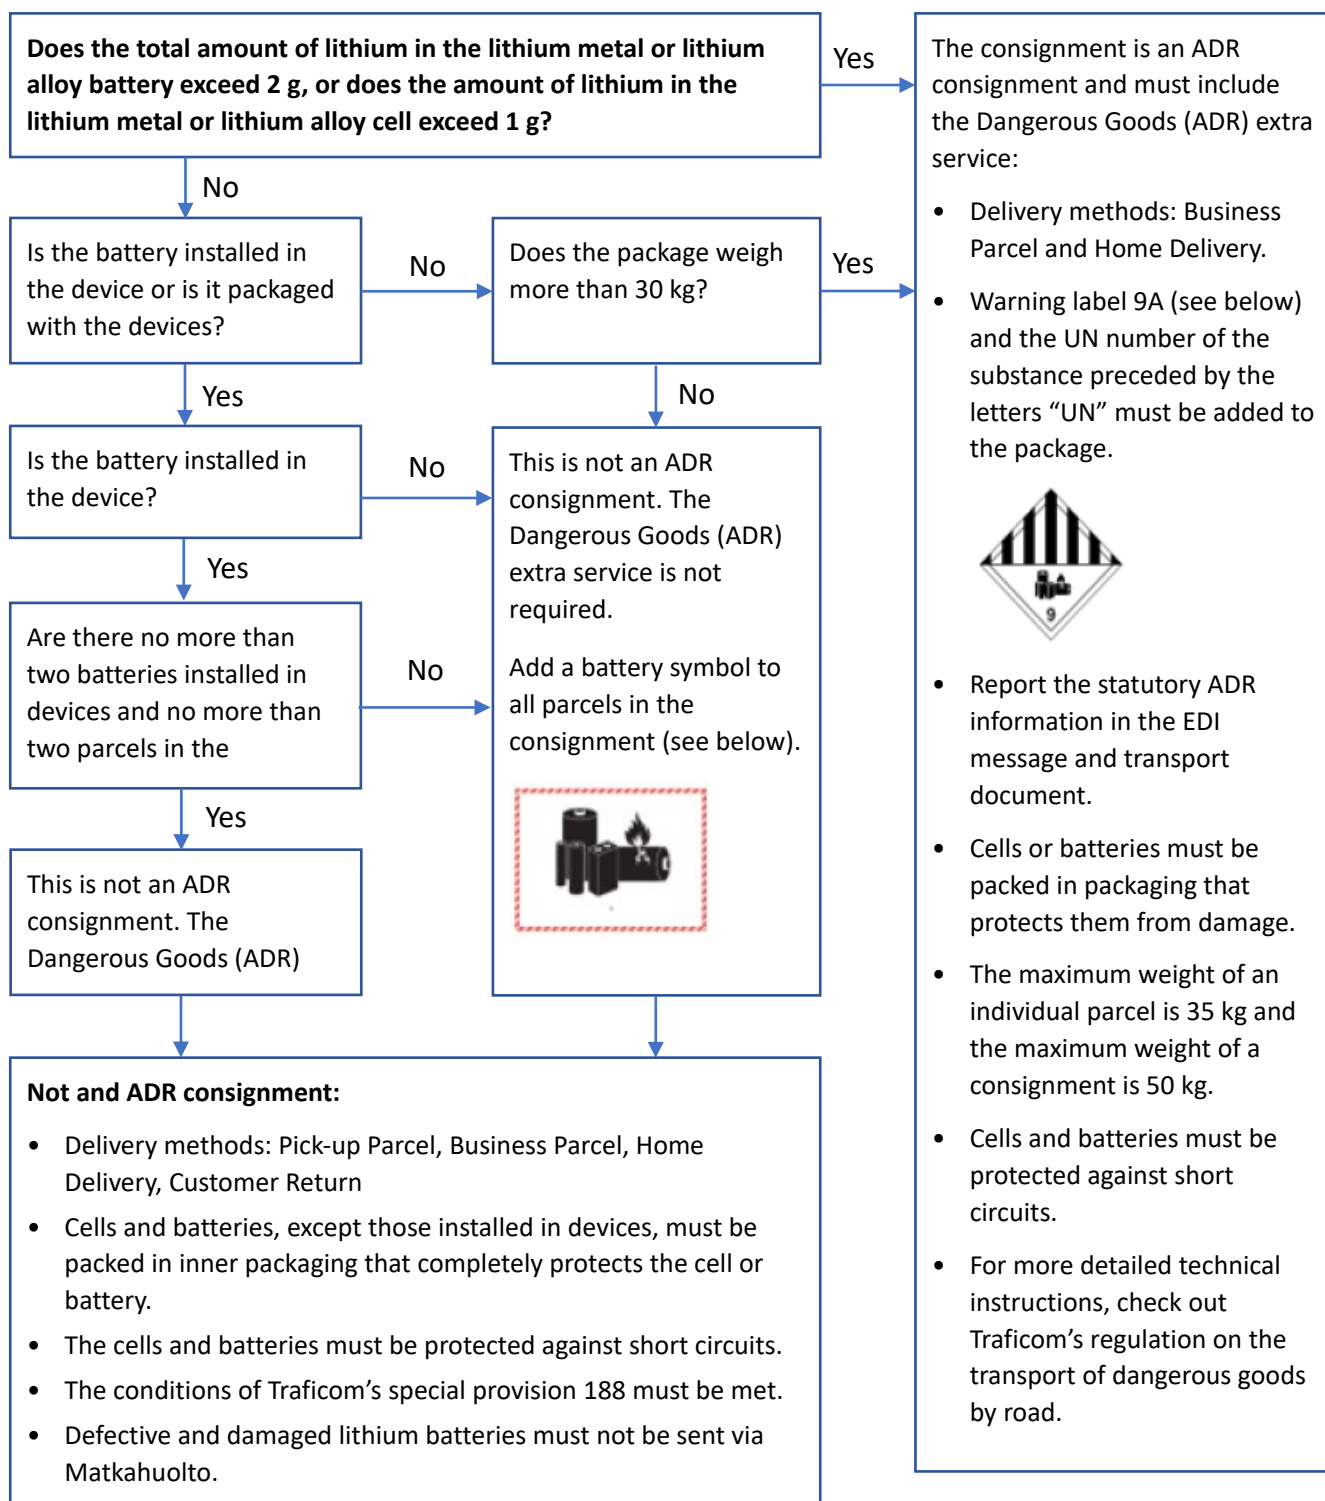 Does the total amount of lithium in the lithium metal or lithium
alloy battery exceed 2 g, or does the amount of lithium in the
lithium metal or lithium alloy cell exceed 1 g?
Yes
No
Is the battery installed in
the device or is it packaged
with the devices?
No
Does the package weigh
more than 30 kg?
Yes
Yes
No
Is the battery installed in
the device?
No
Yes
Are there no more than
two batteries installed in
devices and no more than
two parcels in the
No
Yes
This is not an ADR
consignment. The
Dangerous Goods (ADR)
This is not an ADR
consignment. The
Dangerous Goods (ADR)
extra service is not
required.
Add a battery symbol to
all parcels in the
consignment (see below).
Not and ADR consignment:
• Delivery methods: Pick-up Parcel, Business Parcel, Home
Delivery, Customer Return
• Cells and batteries, except those installed in devices, must be
packed in inner packaging that completely protects the cell or
battery.
• The cells and batteries must be protected against short circuits.
• The conditions of Traficom’s special provision 188 must be met.
• Defective and damaged lithium batteries must not be sent via
Matkahuolto.
The consignment is an ADR
consignment and must include
the Dangerous Goods (ADR) extra
service:
• Delivery methods: Business
Parcel and Home Delivery.
• Warning label 9A (see below)
and the UN number of the
substance preceded by the
letters “UN” must be added to
the package.
9
• Report the statutory ADR
information in the EDI
message and transport
document.
• Cells or batteries must be
packed in packaging that
protects them from damage.
• The maximum weight of an
individual parcel is 35 kg and
the maximum weight of a
consignment is 50 kg.
• Cells and batteries must be
protected against short
circuits.
• For more detailed technical
instructions, check out
Traficom’s regulation on the
transport of dangerous goods
by road.